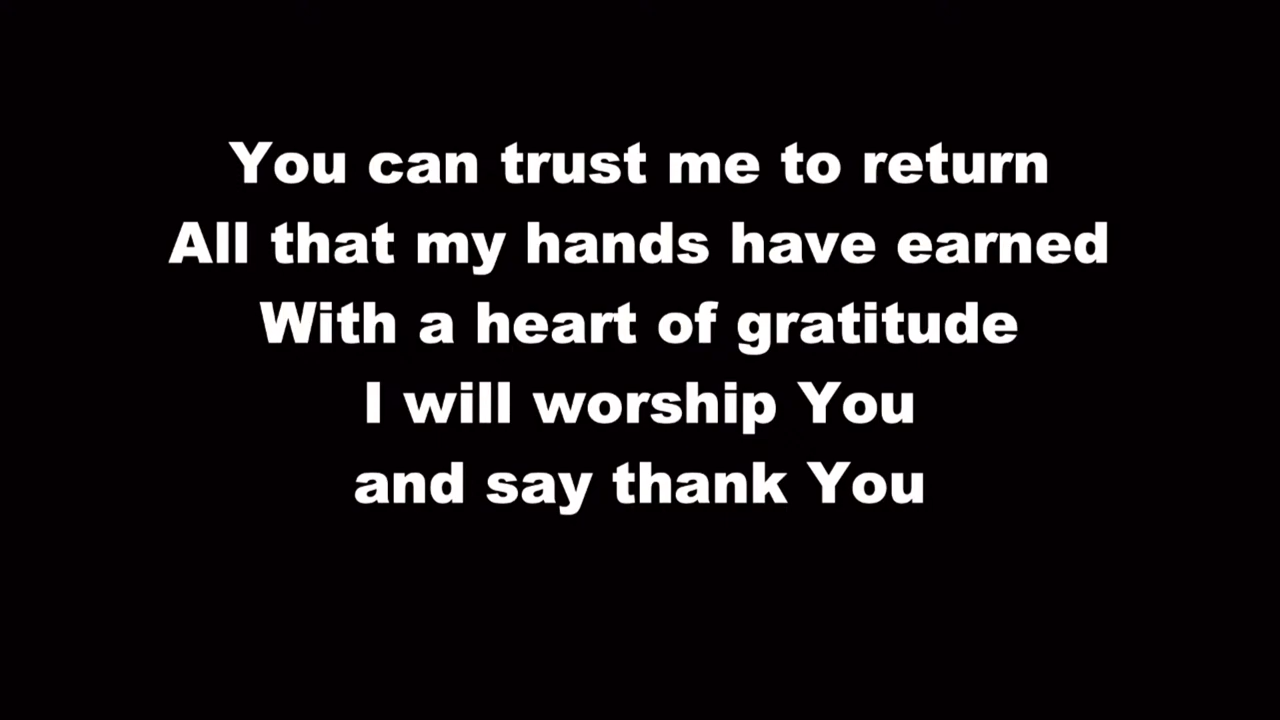 You can trust me to return
All that my hands have earned
With a heart of gratitude
I will worship You
and say thank You